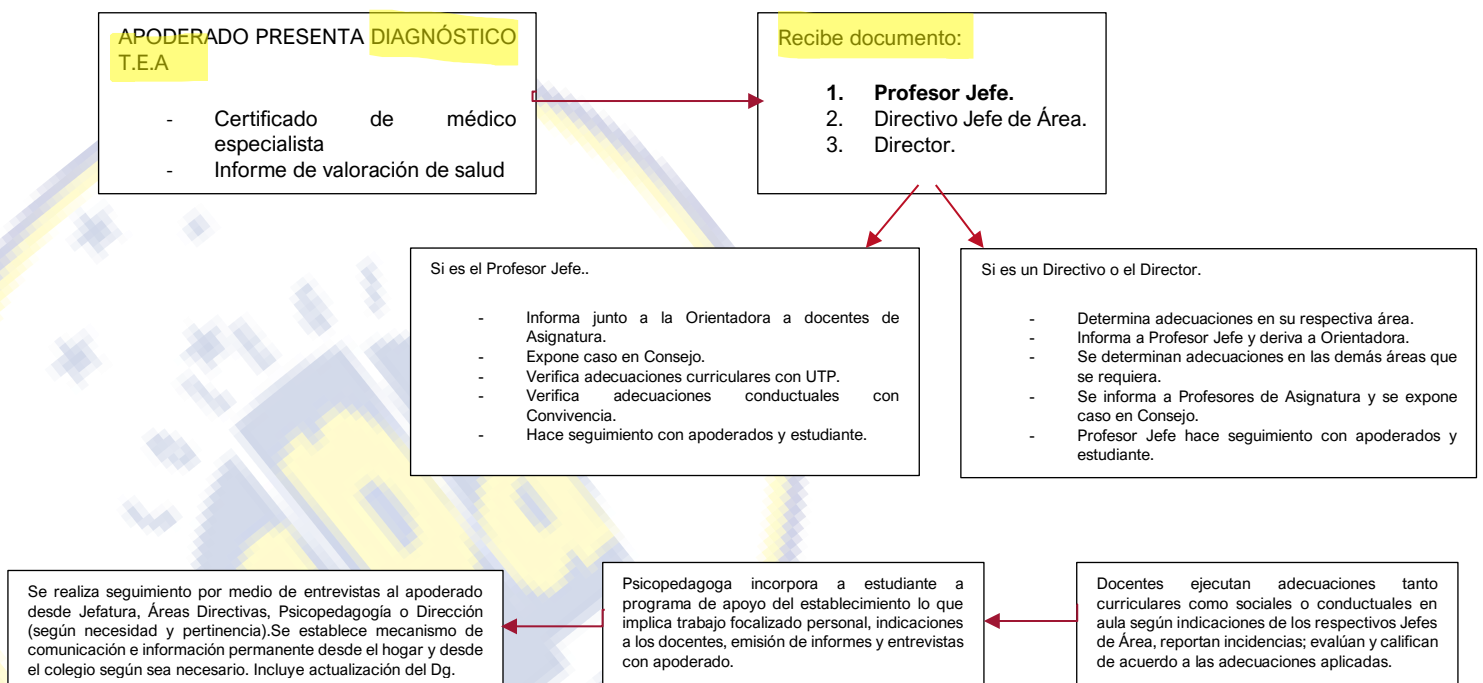 APODERADO PRESENTA DIAGNÓSTICO
T.E.A
- Certificado de médico
especialista
- Informe de valoración de salud
Recibe documento:
1. Profesor Jefe.
2. Directivo Jefe de Área.
3. Director.
Si es el Profesor Jefe..
- Informa junto a la Orientadora a docentes de
Asignatura.
- Expone caso en Consejo.
- Verifica adecuaciones curriculares con UTP.
- Verifica adecuaciones conductuales con
Convivencia.
- Hace seguimiento con apoderados y estudiante.
Si es un Directivo o el Director.
- Determina adecuaciones en su respectiva área.
- Informa a Profesor Jefe y deriva a Orientadora.
- Se determinan adecuaciones en las demás áreas que
se requiera.
- Se informa a Profesores de Asignatura y se expone
caso en Consejo.
- Profesor Jefe hace seguimiento con apoderados y
estudiante.
Docentes ejecutan adecuaciones tanto
curriculares como sociales o conductuales en
aula según indicaciones de los respectivos Jefes
de Área, reportan incidencias; evalúan y califican
de acuerdo a las adecuaciones aplicadas.
Psicopedagoga incorpora a estudiante a
programa de apoyo del establecimiento lo que
implica trabajo focalizado personal, indicaciones
a los docentes, emisión de informes y entrevistas
con apoderado.
Se realiza seguimiento por medio de entrevistas al apoderado
desde Jefatura, Áreas Directivas, Psicopedagogía o Dirección
(según necesidad y pertinencia).Se establece mecanismo de
comunicación e información permanente desde el hogar y desde
el colegio según sea necesario. Incluye actualización del Dg.